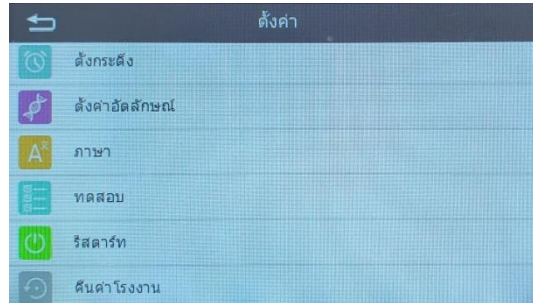 ตั้งค่า
ตั้งกระดิ่ง
ตั้งค่าอัตลักษณ์
ภาษา
ทดสอบ
รีสตาร์ท
คืนค่าโรงงาน